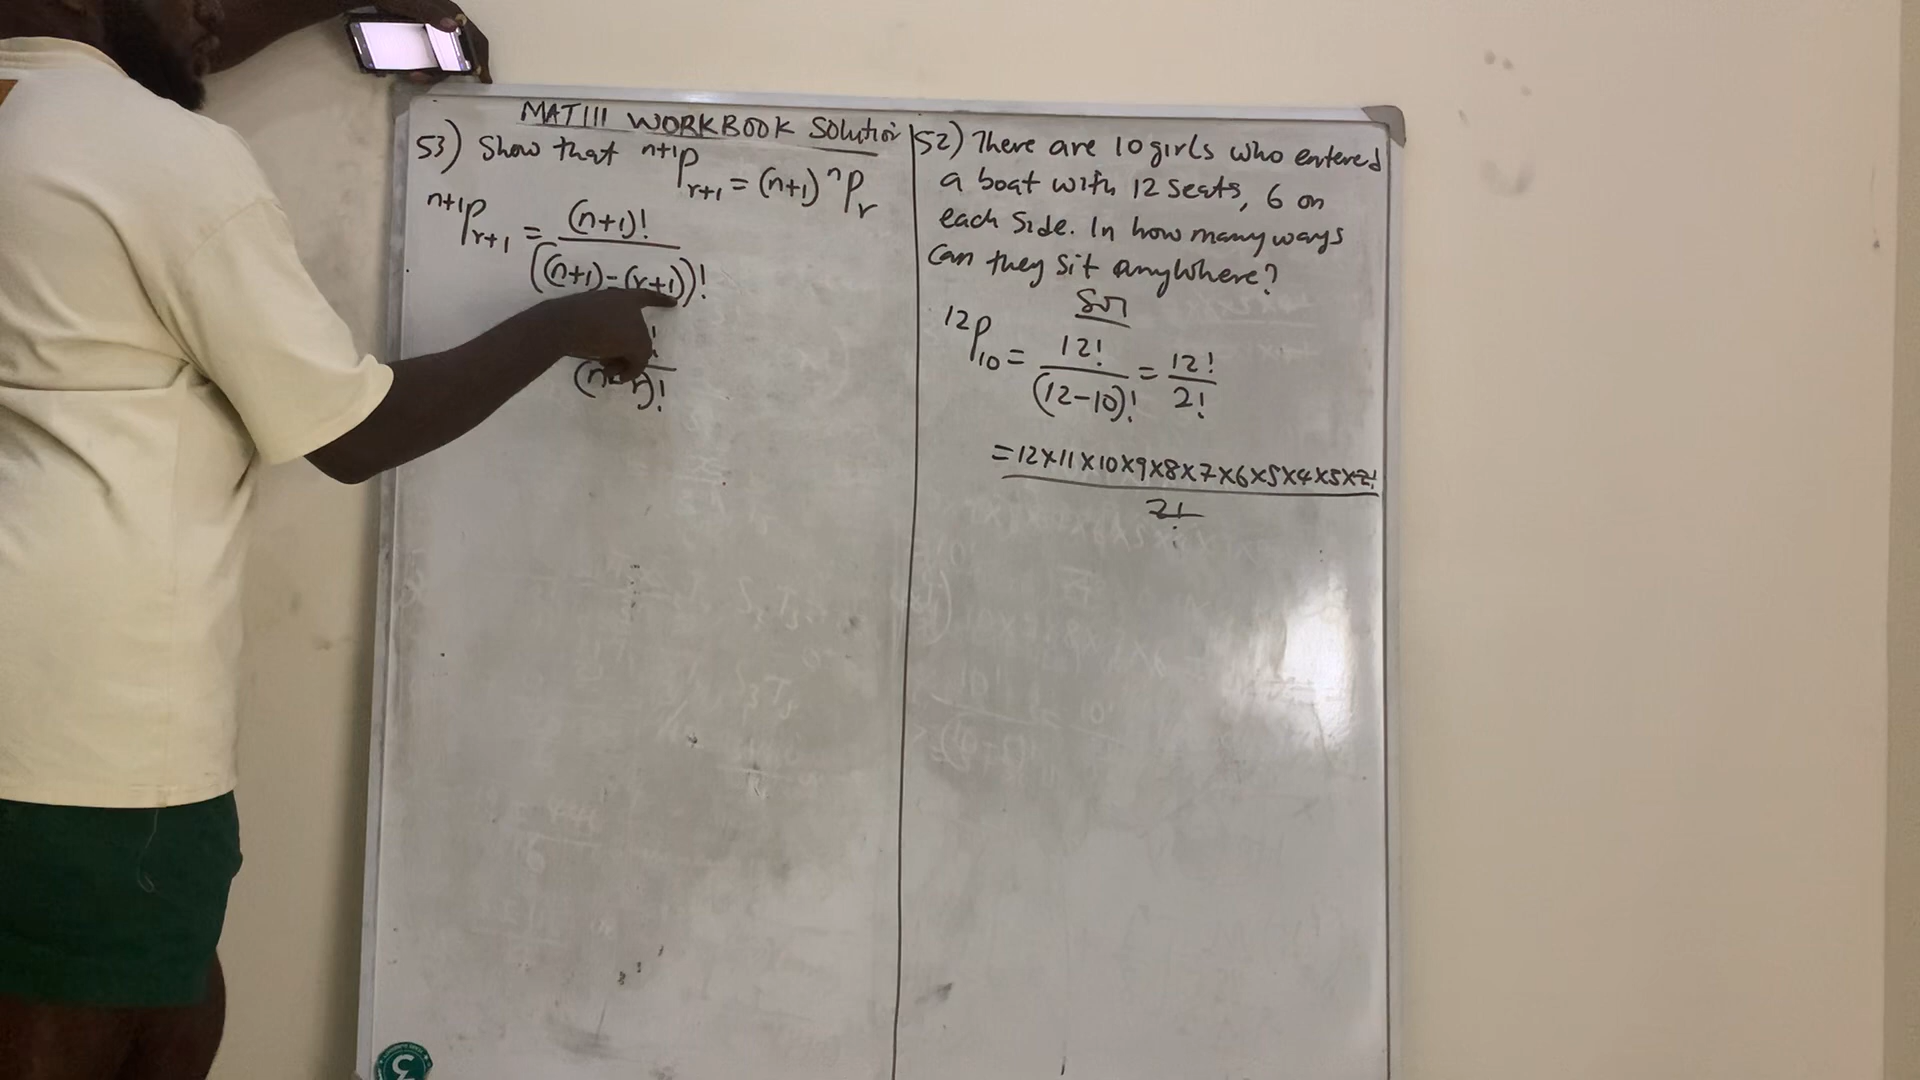 MAT111 WORKBOOK Solution
53) Show that ⁿ⁺¹Pᵣ₊₁ = (n+1) ⁿPᵣ
ⁿ⁺¹Pᵣ₊₁ = (n+1)!
((n+1)-(r+1))!
!
(n-r)!
52) There are 10 girls who entered
a boat with 12 seats, 6 on
each side. In how many ways
can they sit anywhere?
Sol
¹²P₁₀ = 12!/(12-10)! = 12!/2!
= 12×11×10×9×8×7×6×5×4×3×2!
2!